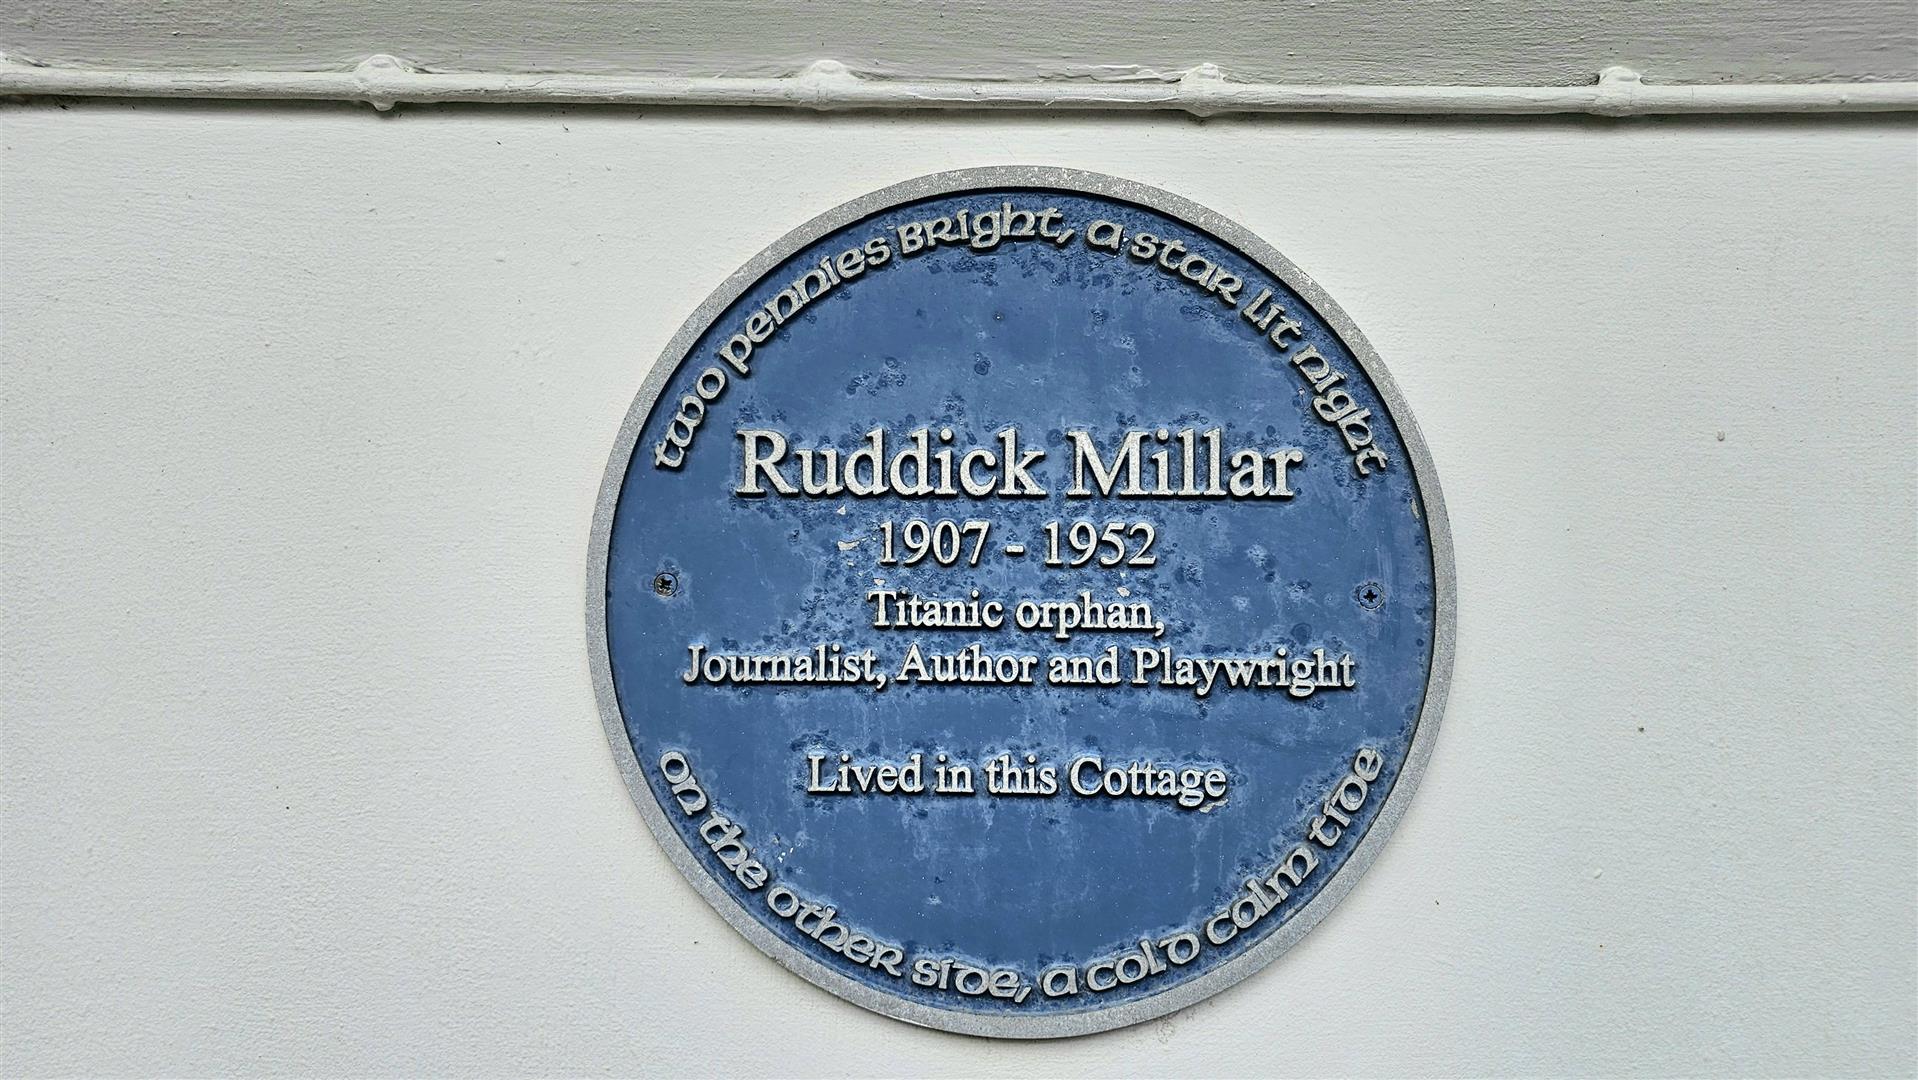 two pennies bright, a star lit night
Ruddick Millar
1907 - 1952
Titanic orphan,
Journalist, Author and Playwright
Lived in this Cottage
on the other side, a cold calm tide